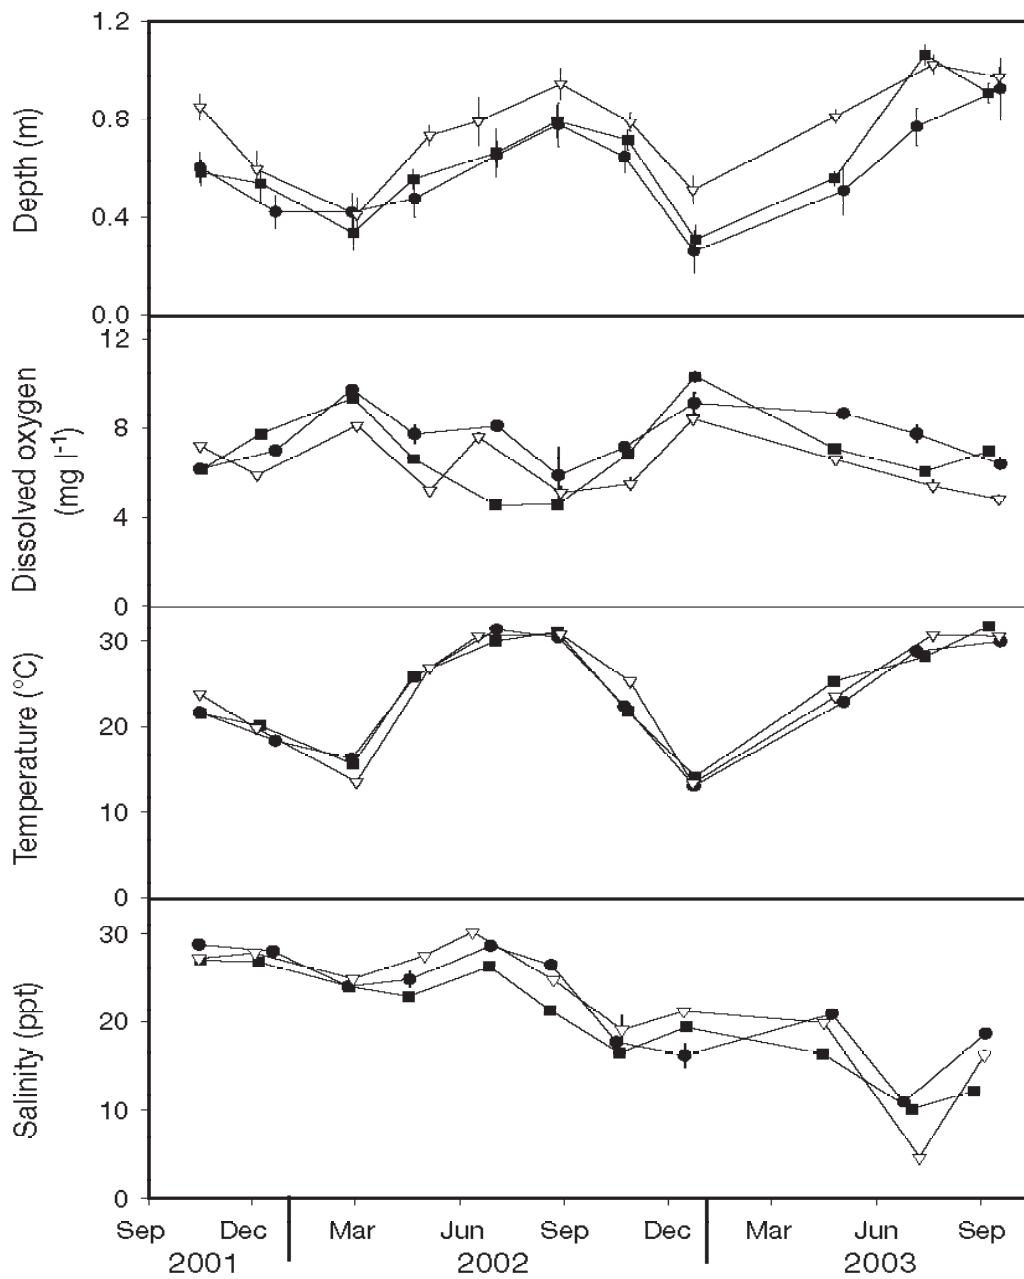 Depth (m)
1.2
0.8
0.4
0.0
Dissolved oxygen
(mg l-1)
12
8
4
0
Temperature (°C)
30
20
10
0
Salinity (ppt)
30
20
10
0
Sep Dec Mar Jun Sep Dec Mar Jun Sep
2001 2002 2003